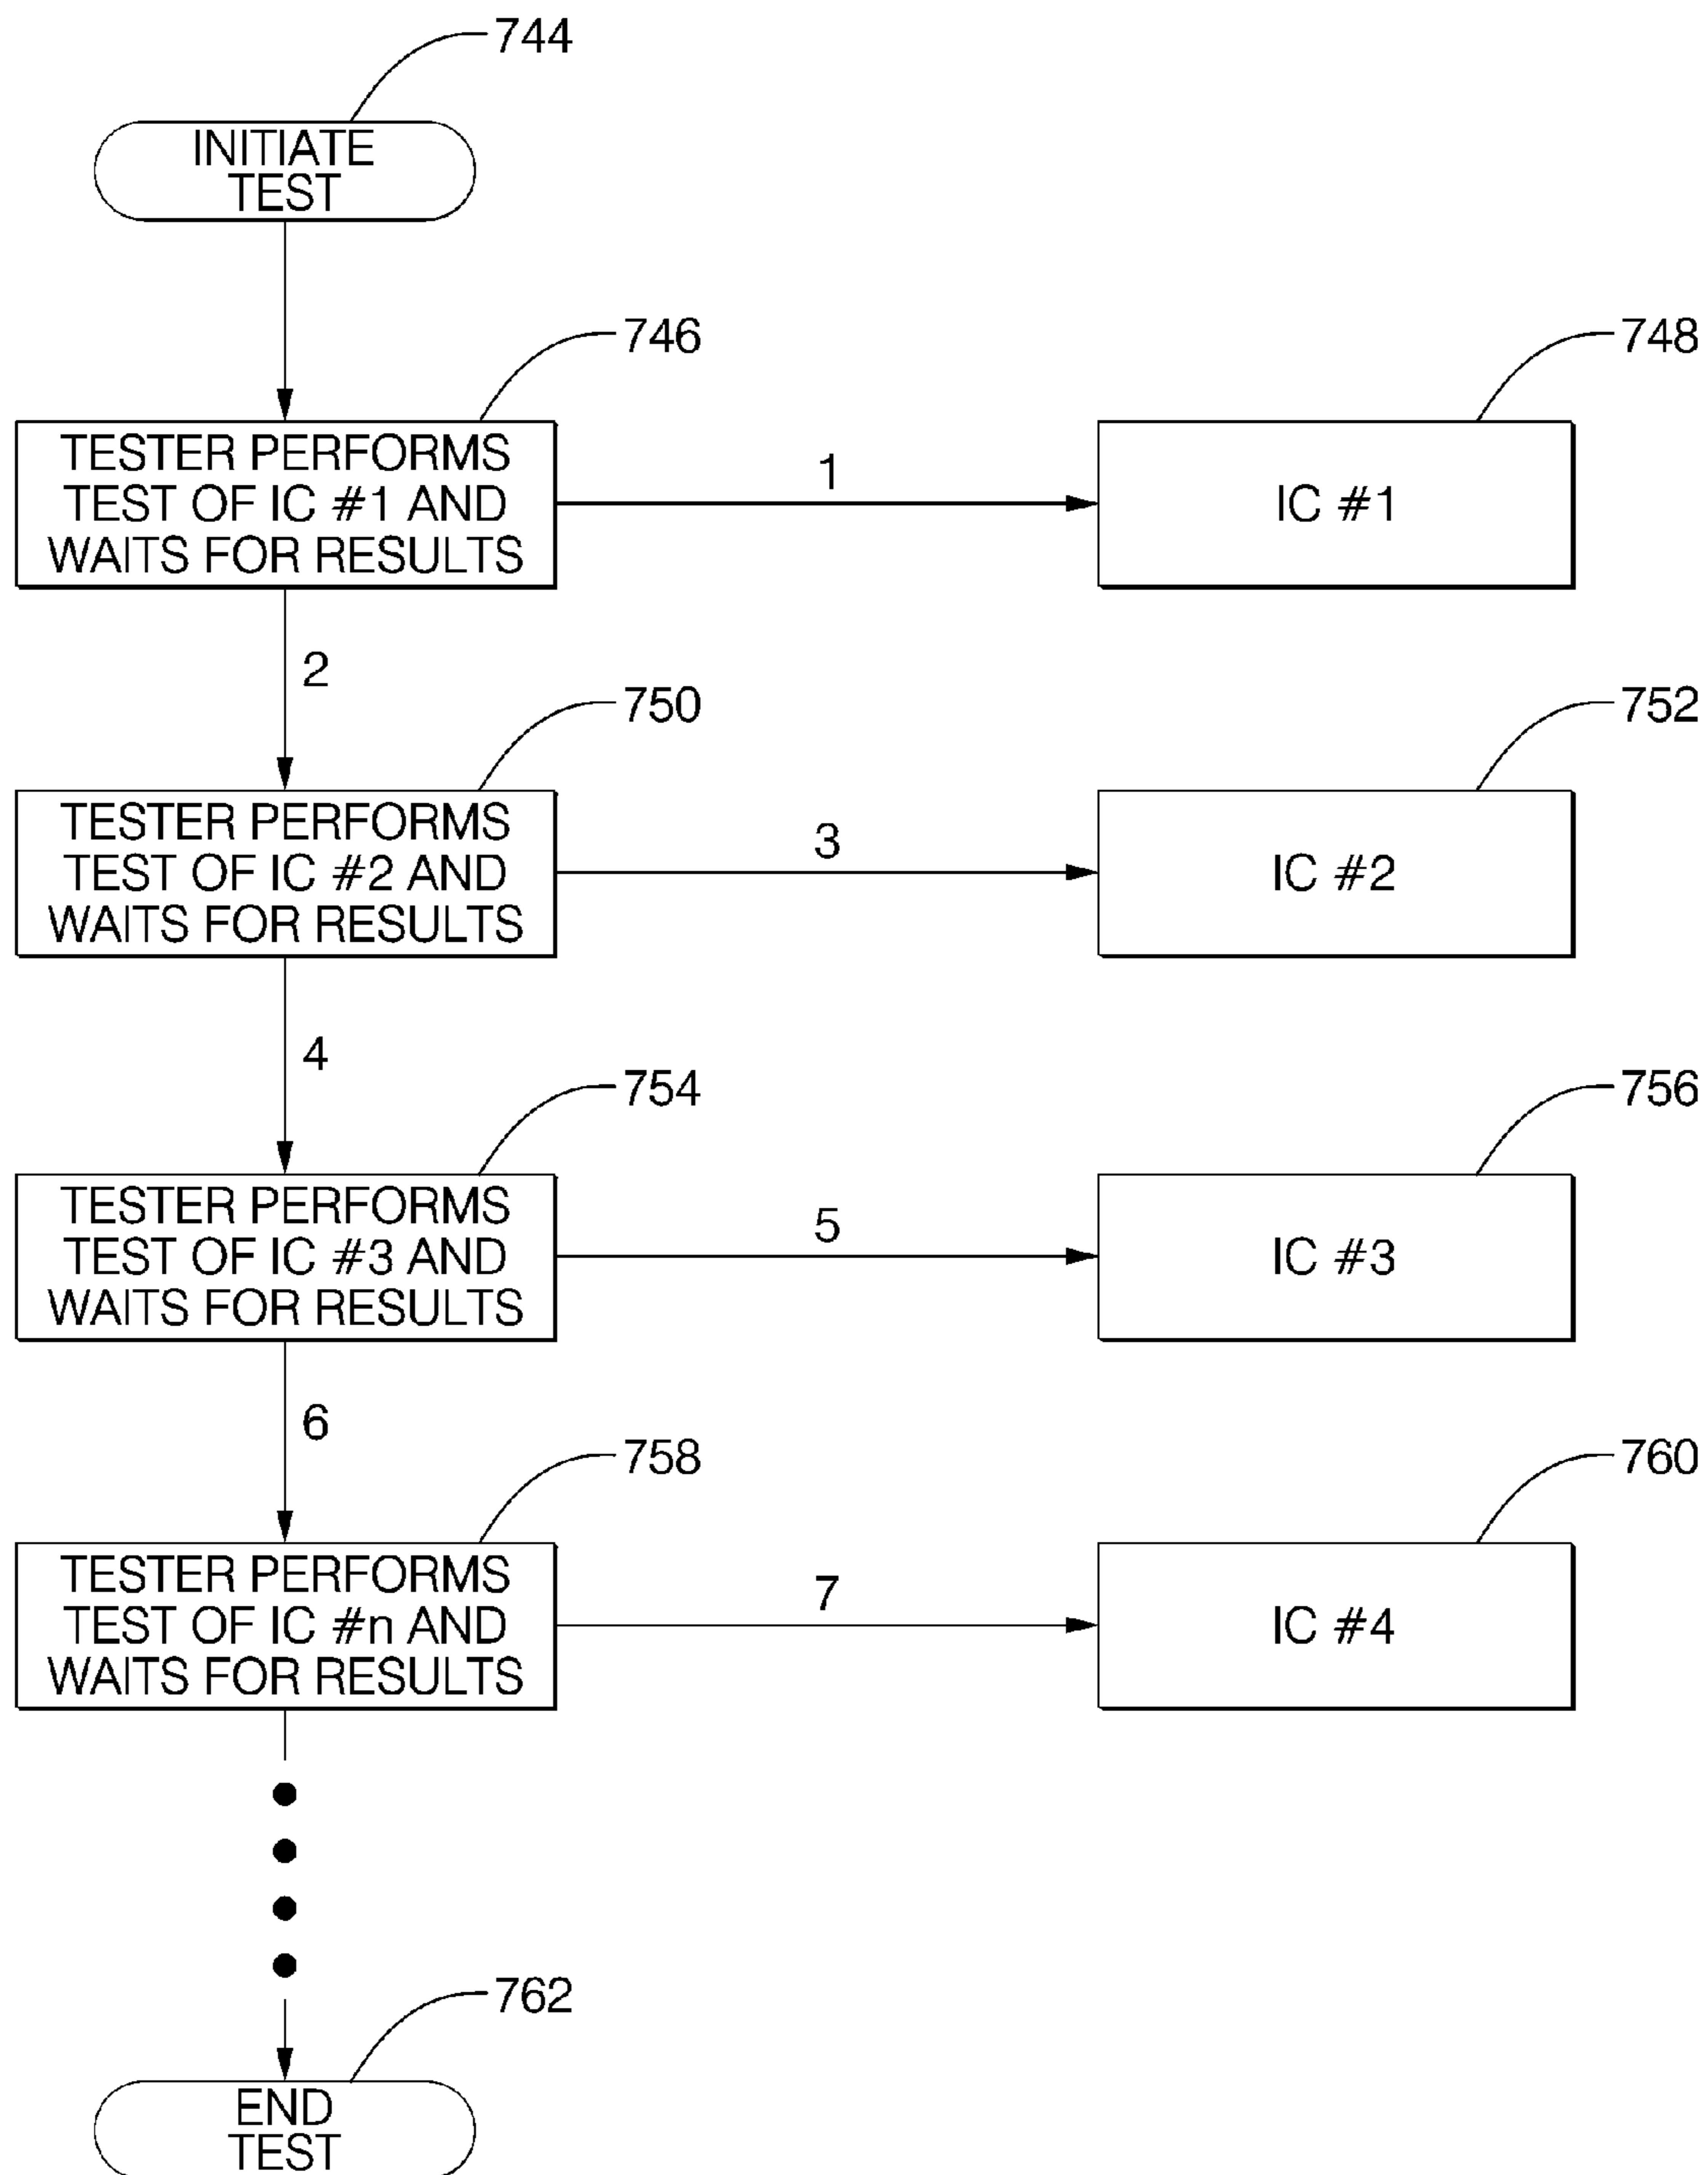 744
INITIATE
TEST
746
748
TESTER PERFORMS
TEST OF IC #1 AND
WAITS FOR RESULTS
1
IC #1
2
750
752
TESTER PERFORMS
TEST OF IC #2 AND
WAITS FOR RESULTS
3
IC #2
4
754
756
TESTER PERFORMS
TEST OF IC #3 AND
WAITS FOR RESULTS
5
IC #3
6
758
760
TESTER PERFORMS
TEST OF IC #n AND
WAITS FOR RESULTS
7
IC #4
762
END
TEST